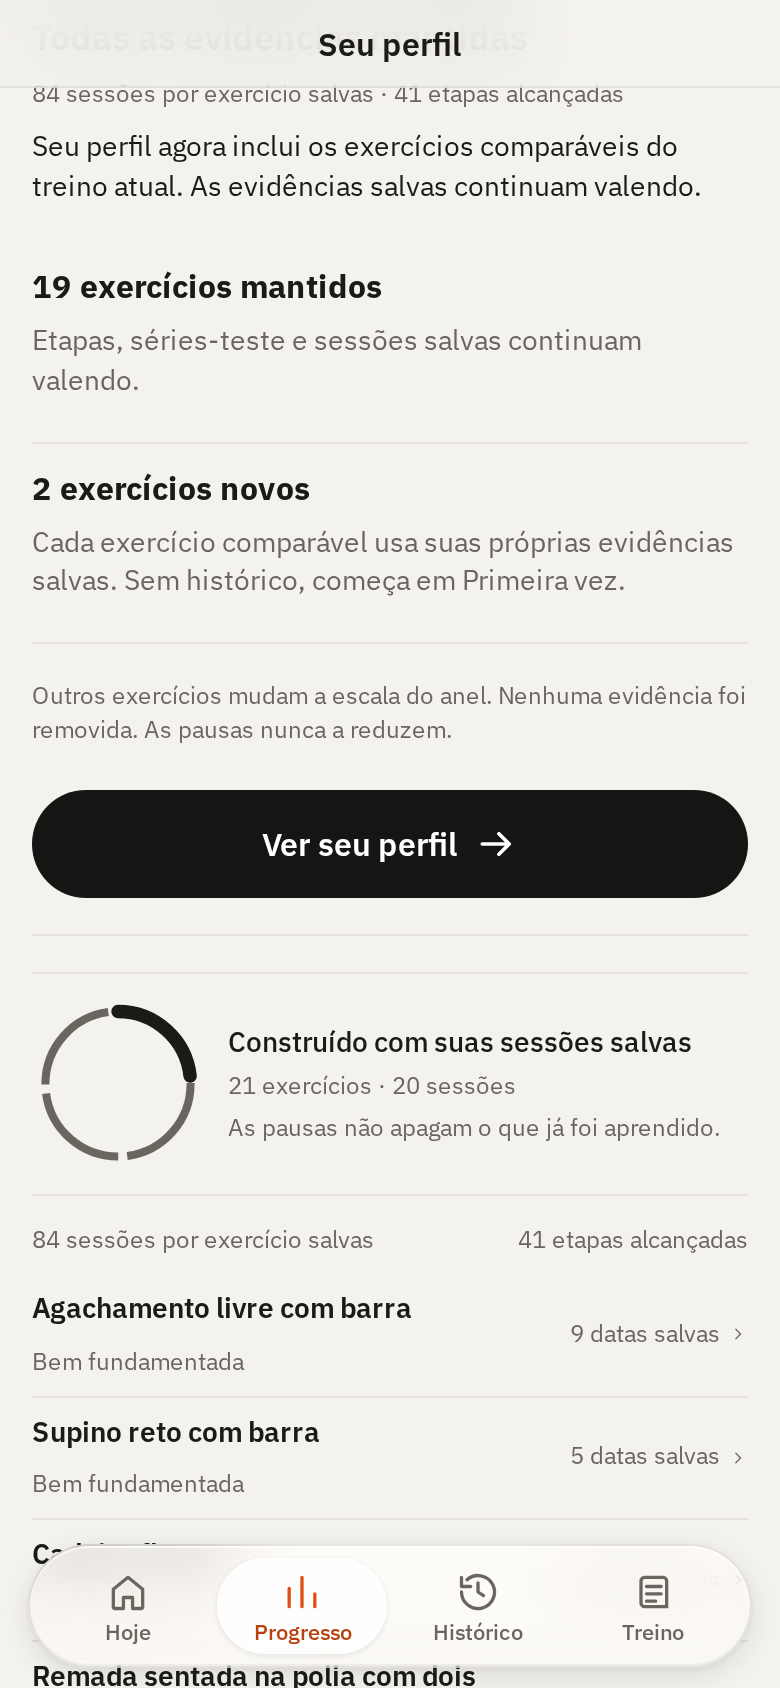 Seu perfil
84 sessões por exercício salvas · 41 etapas alcançadas
Seu perfil agora inclui os exercícios comparáveis do
treino atual. As evidências salvas continuam valendo.
19 exercícios mantidos
Etapas, séries-teste e sessões salvas continuam
valendo.
2 exercícios novos
Cada exercício comparável usa suas próprias evidências
salvas. Sem histórico, começa em Primeira vez.
Outros exercícios mudam a escala do anel. Nenhuma evidência foi
removida. As pausas nunca a reduzem.
Ver seu perfil
Construído com suas sessões salvas
21 exercícios · 20 sessões
As pausas não apagam o que já foi aprendido.
84 sessões por exercício salvas
41 etapas alcançadas
Agachamento livre com barra
Bem fundamentada
9 datas salvas
Supino reto com barra
Bem fundamentada
5 datas salvas
Hoje
Progresso
Histórico
Treino
Remada sentada na polia com dois